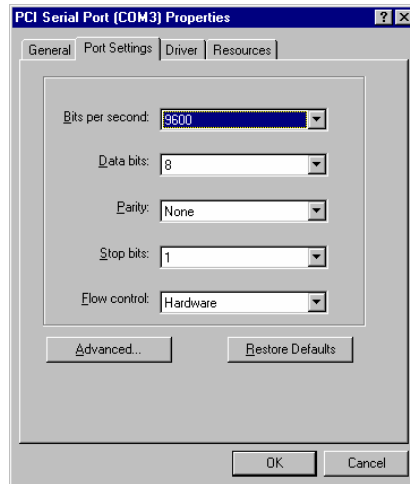 PCI Serial Port (COM3) Properties
General Port Settings Driver Resources
Bits per second: 9600
Data bits: 8
Parity: None
Stop bits: 1
Flow control: Hardware
Advanced... Restore Defaults
OK Cancel